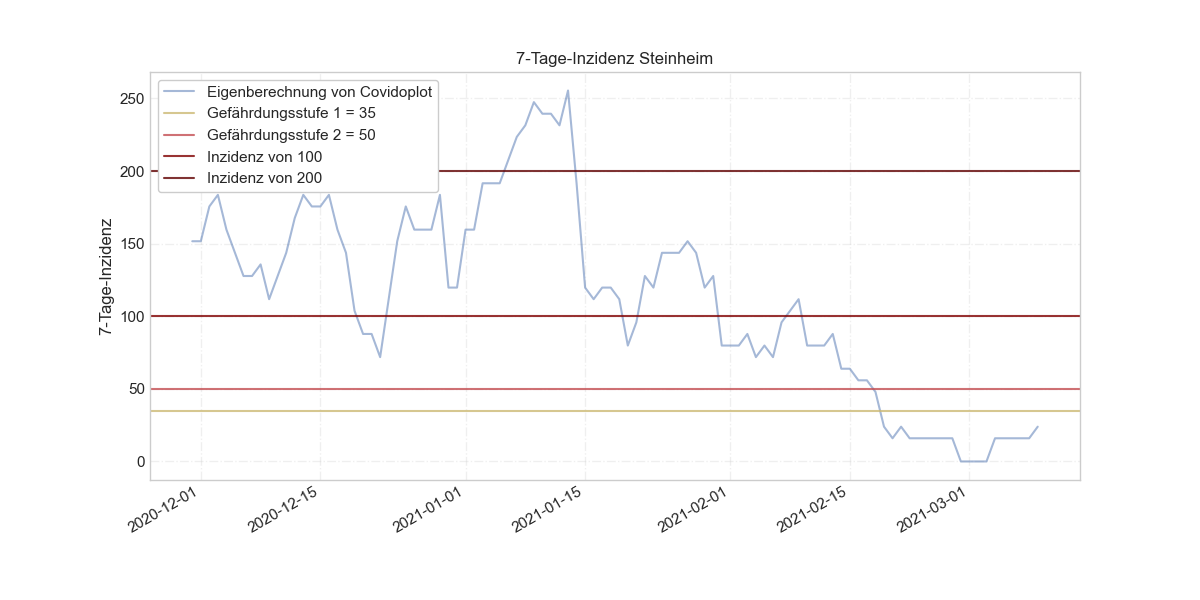 7-Tage-Inzidenz Steinheim
Eigenberechnung von Covidoplot
Gefährdungsstufe 1 = 35
Gefährdungsstufe 2 = 50
Inzidenz von 100
Inzidenz von 200
7-Tage-Inzidenz
250
200
150
100
50
0
2020-12-01
2020-12-15
2021-01-01
2021-01-15
2021-02-01
2021-02-15
2021-03-01